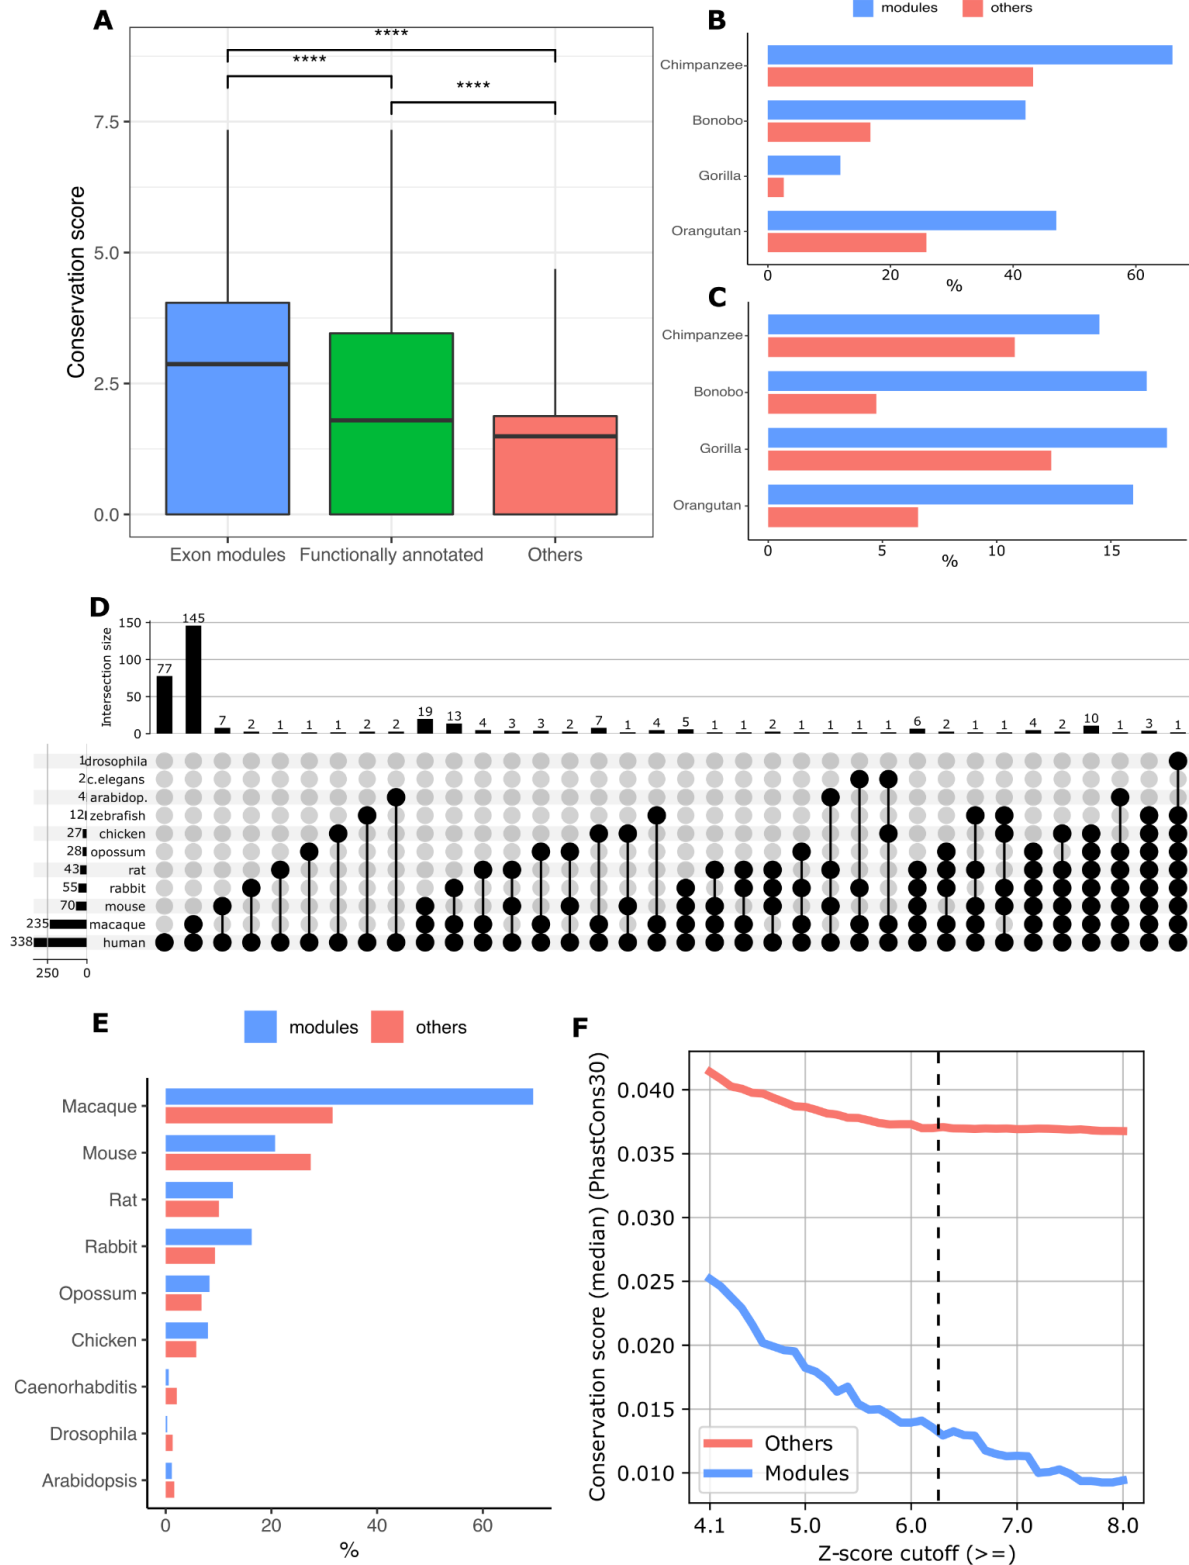 A
****
****
****
7.5
5.0
2.5
0.0
Conservation score
Exon modules Functionally annotated Others
modules others
B
Chimpanzee
Bonobo
Gorilla
Orangutan
0 20 40 60
%
C
Chimpanzee
Bonobo
Gorilla
Orangutan
0 5 10 15
%
D
150
100
50
0
Intersection size
77 145 7 2 1 1 1 2 2 19 13 4 3 3 2 7 1 4 5 1 1 2 1 1 1 1 6 2 1 1 4 2 10 1 3 1
1 drosophila
2 c.elegans
4 arabidop.
12 zebrafish
27 chicken
28 opossum
43 rat
55 rabbit
70 mouse
235 macaque
338 human
250 0
E
modules others
Macaque
Mouse
Rat
Rabbit
Opossum
Chicken
Caenorhabditis
Drosophila
Arabidopsis
0 20 40 60
%
F
Conservation score (median) (PhastCons30)
0.040
0.035
0.030
0.025
0.020
0.015
0.010
Others
Modules
4.1 5.0 6.0 7.0 8.0
Z-score cutoff (>=)